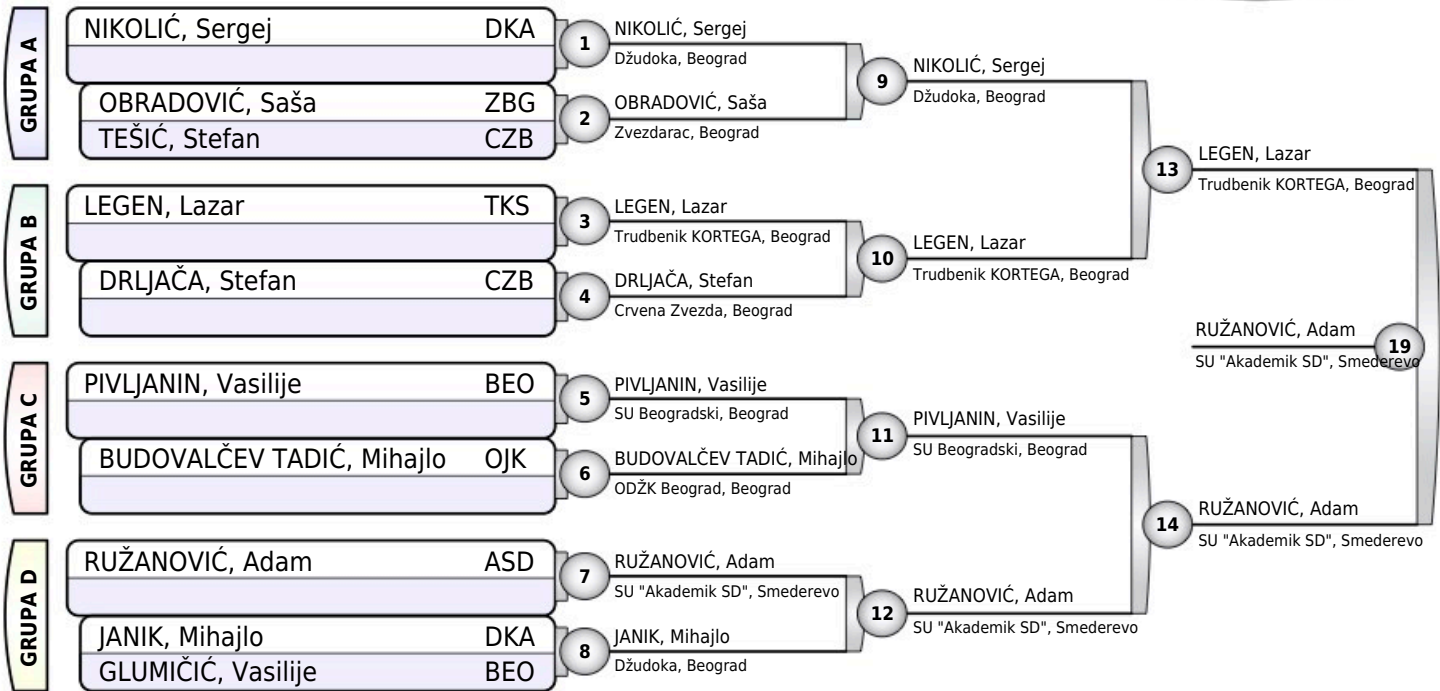 GRUPA A
NIKOLIĆ, Sergej DKA
OBRADOVIĆ, Saša ZBG
TEŠIĆ, Stefan CZB
GRUPA B
LEGEN, Lazar TKS
DRLJAČA, Stefan CZB
GRUPA C
PIVLJANIN, Vasilije BEO
BUDOVALČEV TADIĆ, Mihajlo OJK
GRUPA D
RUŽANOVIĆ, Adam ASD
JANIK, Mihajlo DKA
GLUMIČIĆ, Vasilije BEO
1
NIKOLIĆ, Sergej
Džudoka, Beograd
2
OBRADOVIĆ, Saša
Zvezdarac, Beograd
3
LEGEN, Lazar
Trudbenik KORTEGA, Beograd
4
DRLJAČA, Stefan
Crvena Zvezda, Beograd
5
PIVLJANIN, Vasilije
SU Beogradski, Beograd
6
BUDOVALČEV TADIĆ, Mihajlo
ODŽK Beograd, Beograd
7
RUŽANOVIĆ, Adam
SU "Akademik SD", Smederevo
8
JANIK, Mihajlo
Džudoka, Beograd
9
NIKOLIĆ, Sergej
Džudoka, Beograd
10
LEGEN, Lazar
Trudbenik KORTEGA, Beograd
11
PIVLJANIN, Vasilije
SU Beogradski, Beograd
12
RUŽANOVIĆ, Adam
SU "Akademik SD", Smederevo
13
LEGEN, Lazar
Trudbenik KORTEGA, Beograd
14
RUŽANOVIĆ, Adam
SU "Akademik SD", Smederevo
RUŽANOVIĆ, Adam
SU "Akademik SD", Smederevo
19